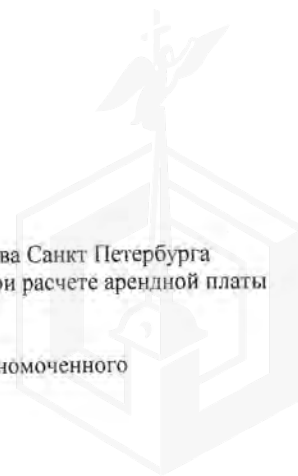 ва Санкт Петербурга
ри расчете арендной платы
номоченного